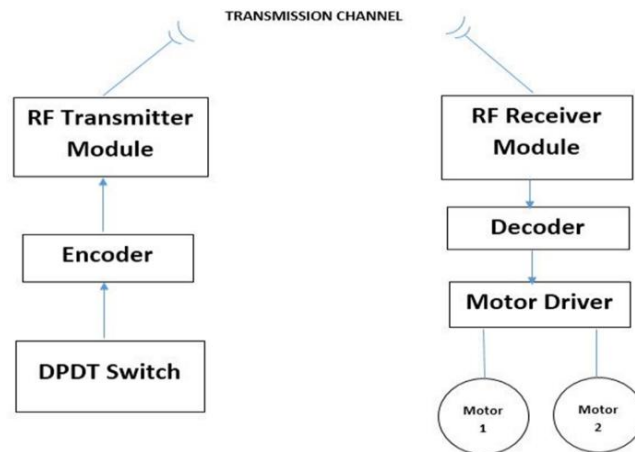 TRANSMISSION CHANNEL
RF Transmitter
Module
Encoder
DPDT Switch
RF Receiver
Module
Decoder
Motor Driver
Motor
1
Motor
2